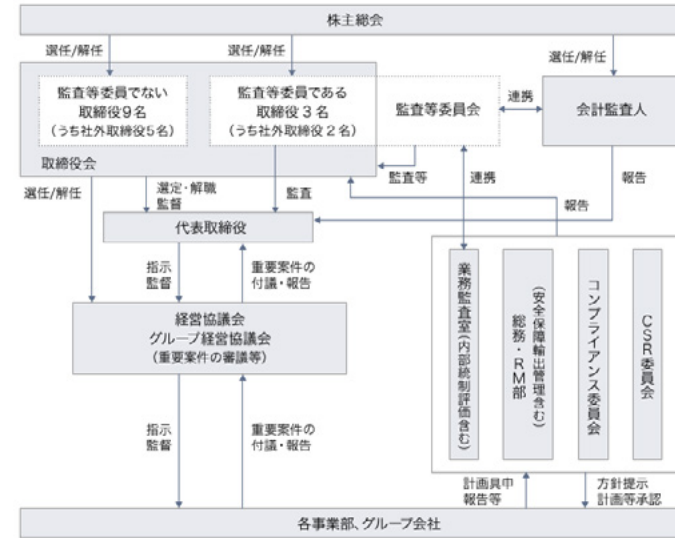 株主総会
選任/解任
選任/解任
選任/解任
監査等委員でない
取締役9名
(うち社外取締役5名)
監査等委員である
取締役3名
(うち社外取締役2名)
監査等委員会
連携
会計監査人
取締役会
選任/解任
選定・解職
監督
監査
監査等
連携
報告
報告
代表取締役
指示
監督
重要案件の
付議・報告
経営協議会
グループ経営協議会
(重要案件の審議等)
業務監査室(内部統制評価含む)
総務・RM部
(安全保障輸出管理含む)
コンプライアンス委員会
CSR委員会
指示
監督
重要案件の
付議・報告
計画具申
報告等
方針提示
計画等承認
各事業部、グループ会社